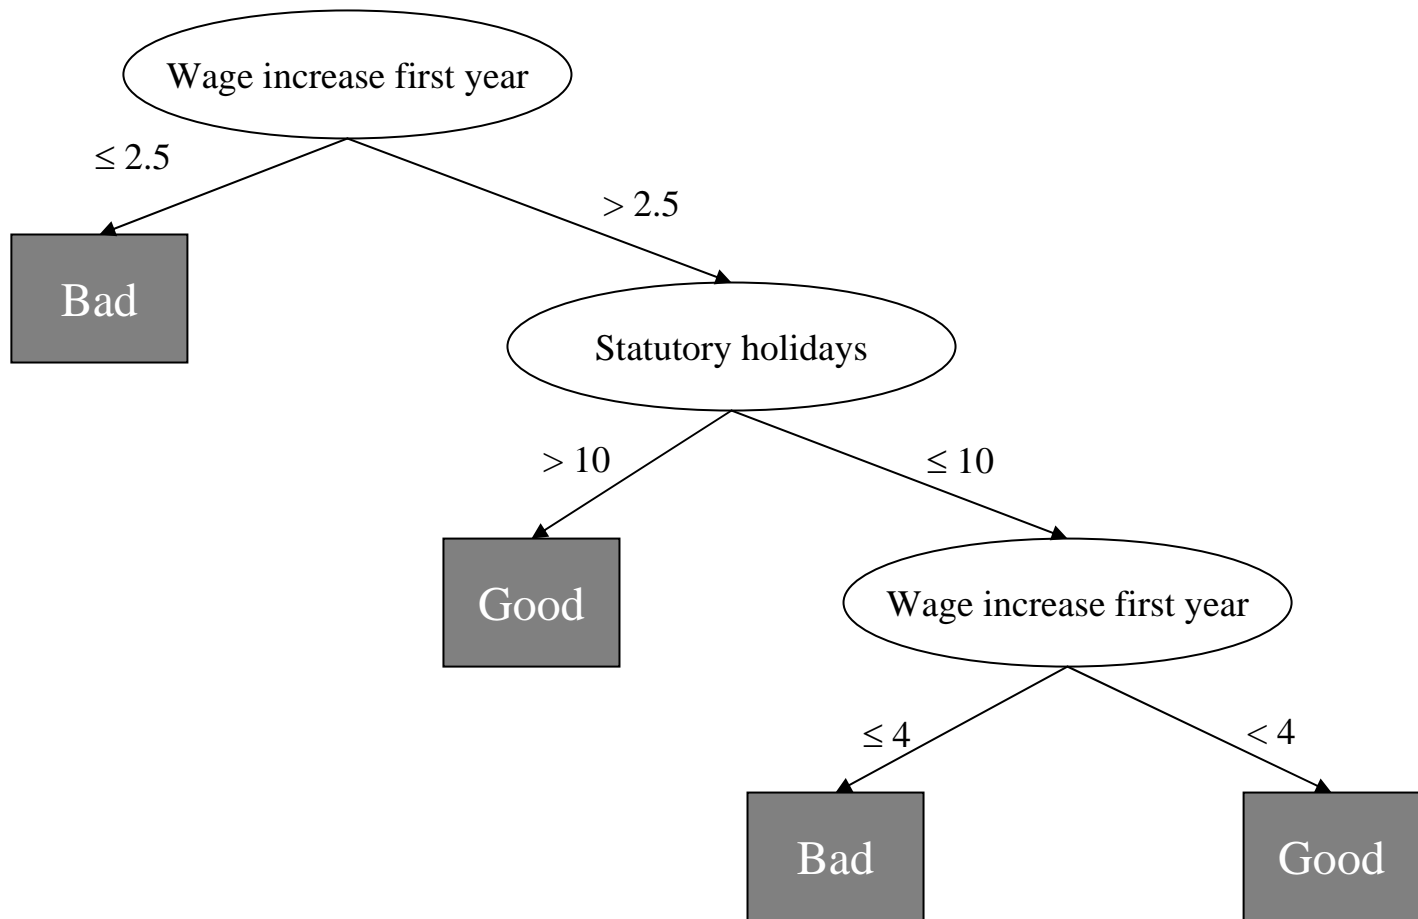 Wage increase first year
≤ 2.5
> 2.5
Bad
Statutory holidays
> 10
≤ 10
Good
Wage increase first year
≤ 4
< 4
Bad
Good